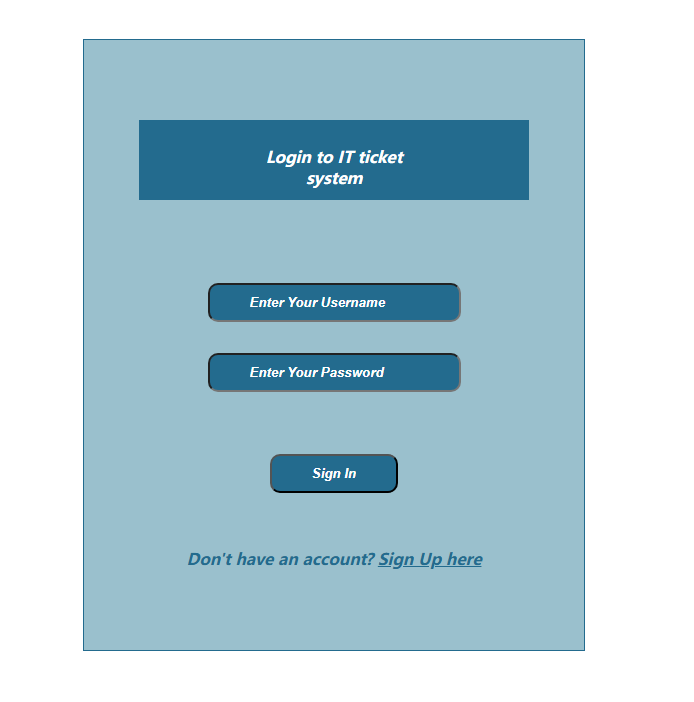 Login to IT ticket
system
Enter Your Username
Enter Your Password
Sign In
Don't have an account? Sign Up here